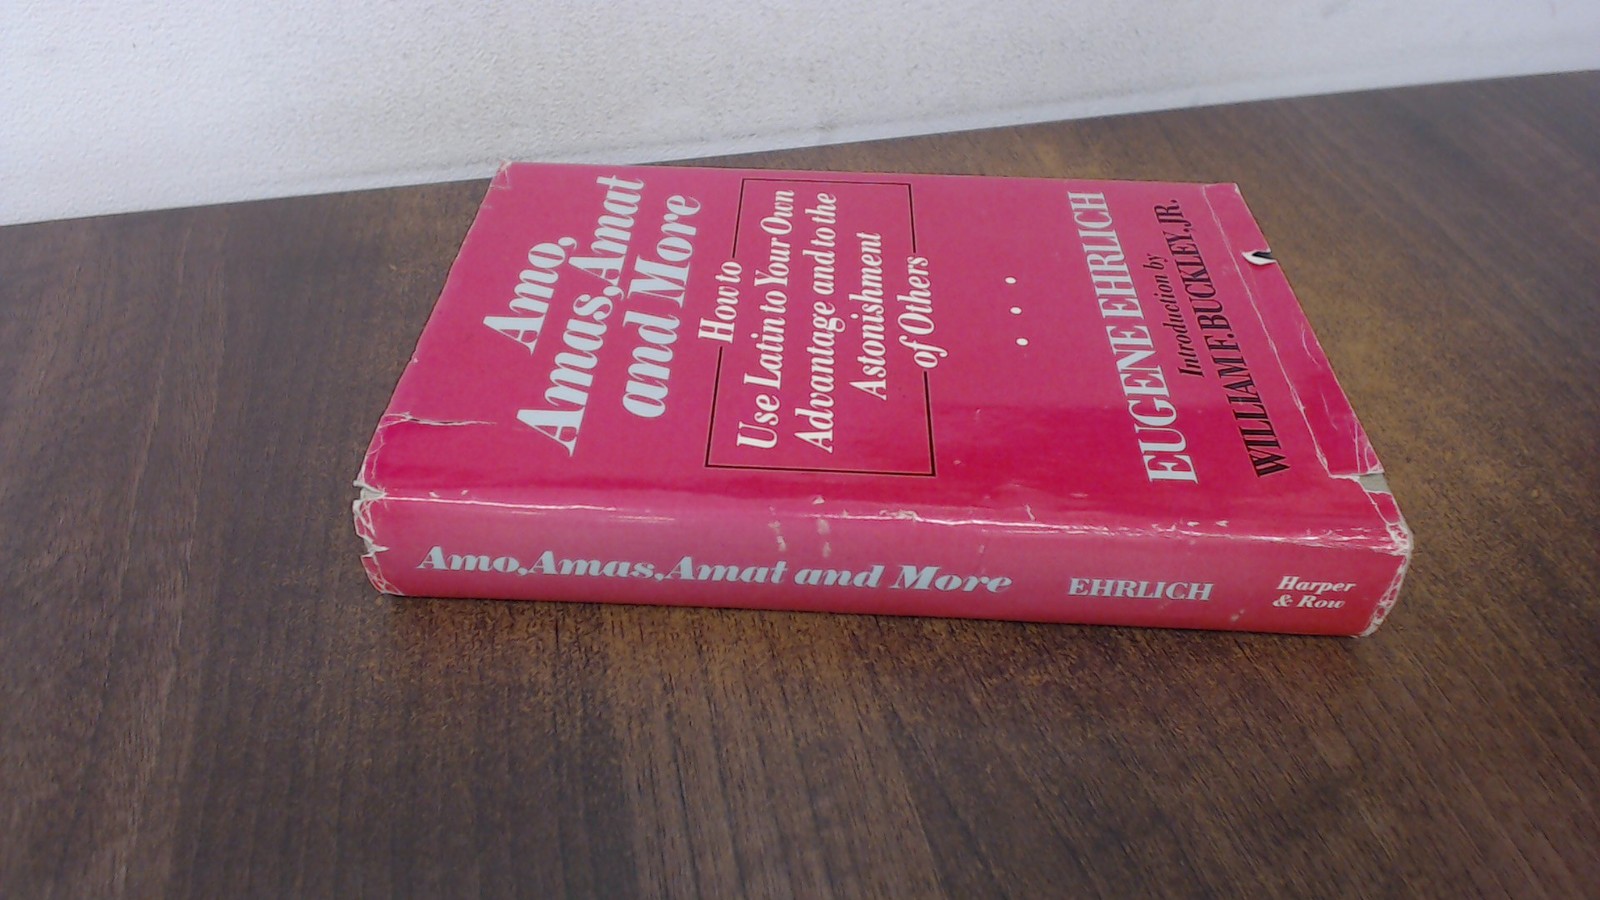 Amo,
Amas, Amat
and More
How to
Use Latin to Your Own
Advantage and to the
Astonishment
of Others
EUGENE EHRLICH
Introduction by
WILLIAM F. BUCKLEY, JR.
Amo, Amas, Amat and More
EHRLICH
Harper
& Row